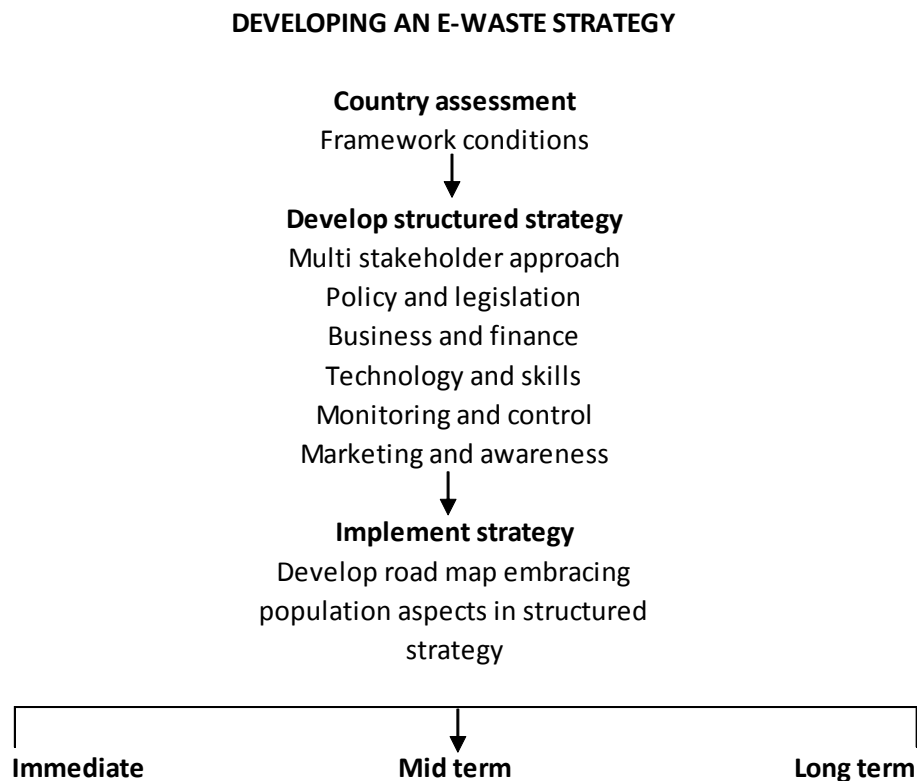 DEVELOPING AN E-WASTE STRATEGY
Country assessment
Framework conditions
Develop structured strategy
Multi stakeholder approach
Policy and legislation
Business and finance
Technology and skills
Monitoring and control
Marketing and awareness
Implement strategy
Develop road map embracing
population aspects in structured
strategy
Immediate Mid term Long term